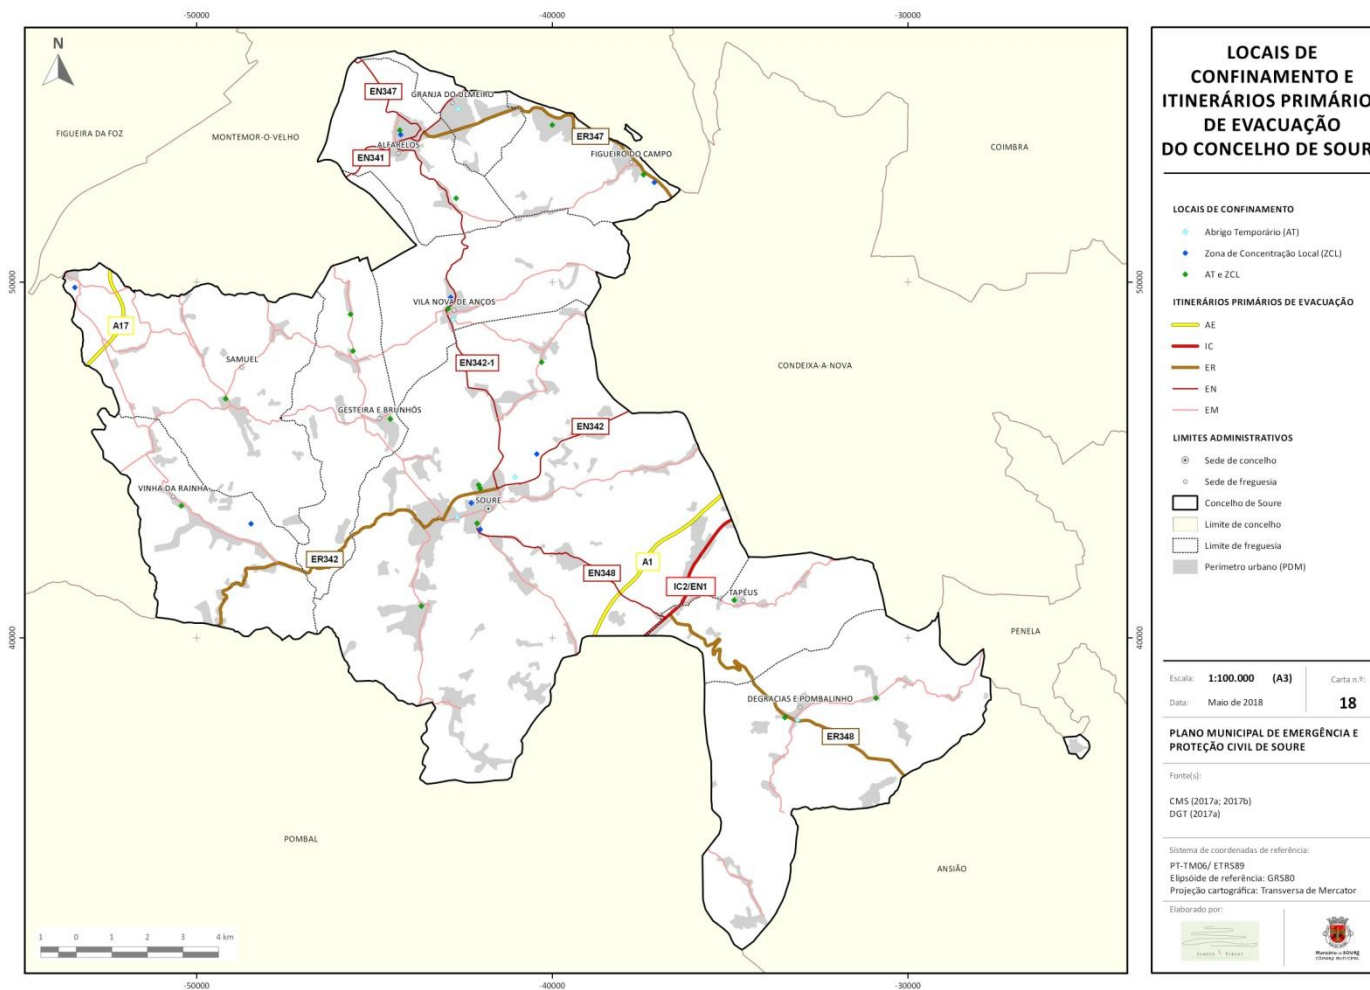 -50000
-40000
-30000
N
EN347
GRANJA DO ULMEIRO
FIGUEIRA DA FOZ
MONTEMOR-O-VELHO
ER347
ALFARELOS
EN341
FIGUEIRÓ DO CAMPO
COIMBRA
50000
50000
VILA NOVA DE ANÇOS
A17
SAMUEL
EN342-1
CONDEIXA-A-NOVA
GESTEIRA E BRUNHÓS
EN342
VINHA DA RAINHA
SOURE
ER342
A1
EN348
IC2/EN1
TAPÉUS
40000
40000
PENELA
DEGRACIAS E POMBALINHO
ER348
POMBAL
ANSIÃO
1 0 1 2 3 4 km
-50000
-40000
-30000
LOCAIS DE
CONFINAMENTO E
ITINERÁRIOS PRIMÁRIO
DE EVACUAÇÃO
DO CONCELHO DE SOUR
LOCAIS DE CONFINAMENTO
Abrigo Temporário (AT)
Zona de Concentração Local (ZCL)
AT e ZCL
ITINERÁRIOS PRIMÁRIOS DE EVACUAÇÃO
AE
IC
ER
EN
EM
LIMITES ADMINISTRATIVOS
Sede de concelho
Sede de freguesia
Concelho de Soure
Limite de concelho
Limite de freguesia
Perímetro urbano (PDM)
Escala: 1:100.000 (A3)
Carta n.º:
Data: Maio de 2018
18
PLANO MUNICIPAL DE EMERGÊNCIA E
PROTEÇÃO CIVIL DE SOURE
Fonte(s):
CMS (2017a; 2017b)
DGT (2017a)
Sistema de coordenadas de referência:
PT-TM06/ ETRS89
Elipsóide de referência: GRS80
Projeção cartográfica: Transversa de Mercator
Elaborado por:
Município de SOURE
CÂMARA MUNICIPAL